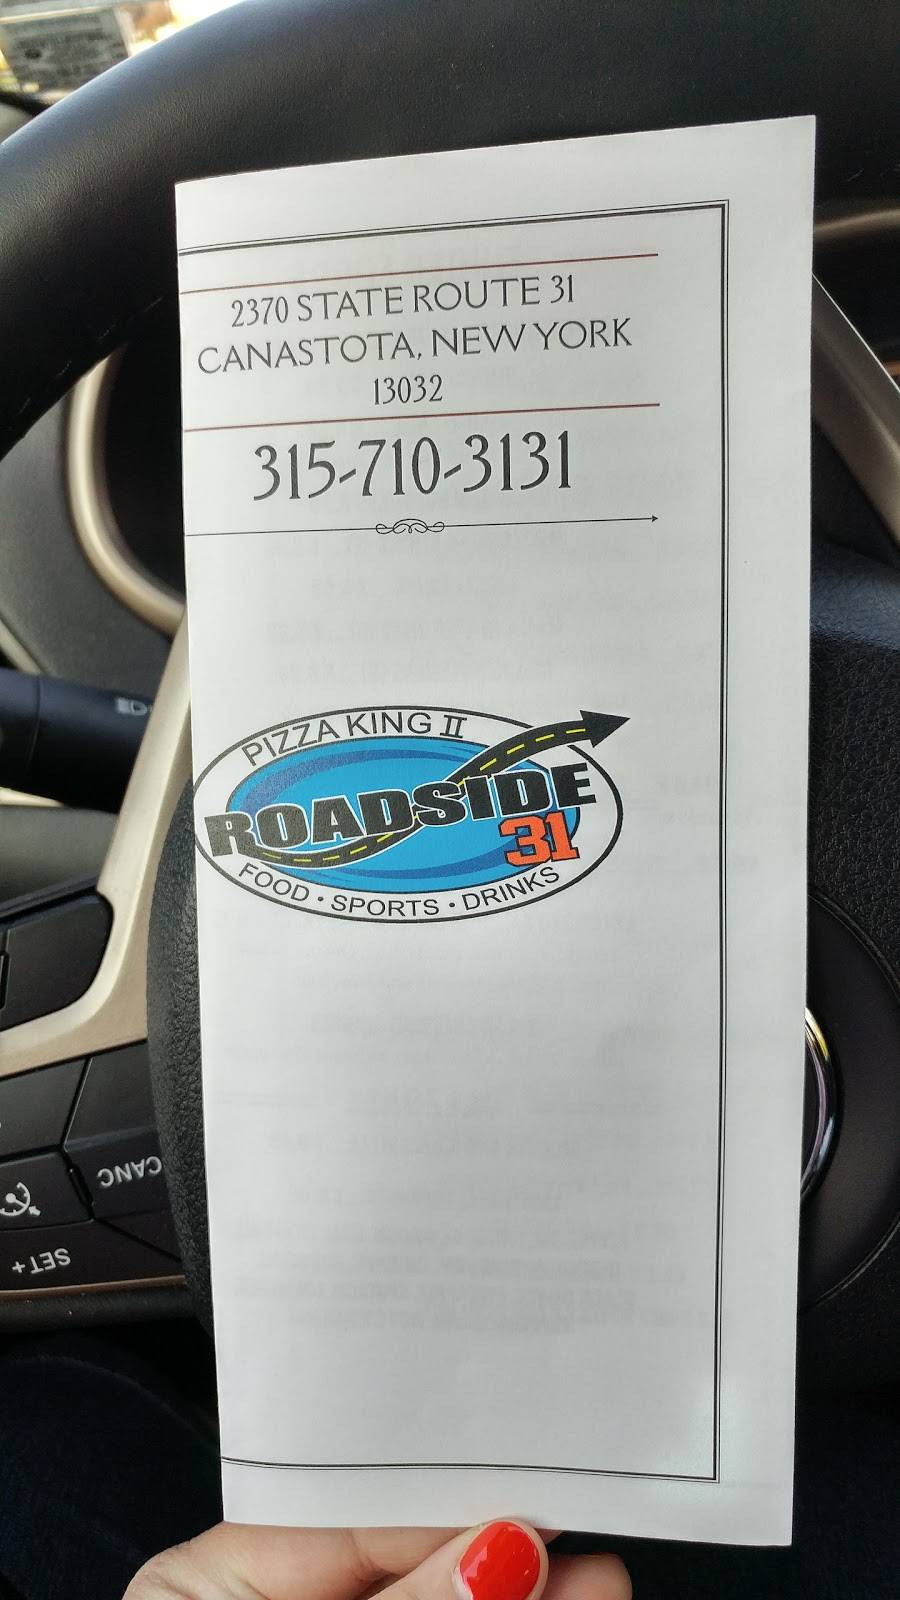 2370 STATE ROUTE 31
CANASTOTA, NEW YORK
13032
315-710-3131
PIZZA KING II
ROADSIDE
31
FOOD • SPORTS • DRINKS
CANC
SET+